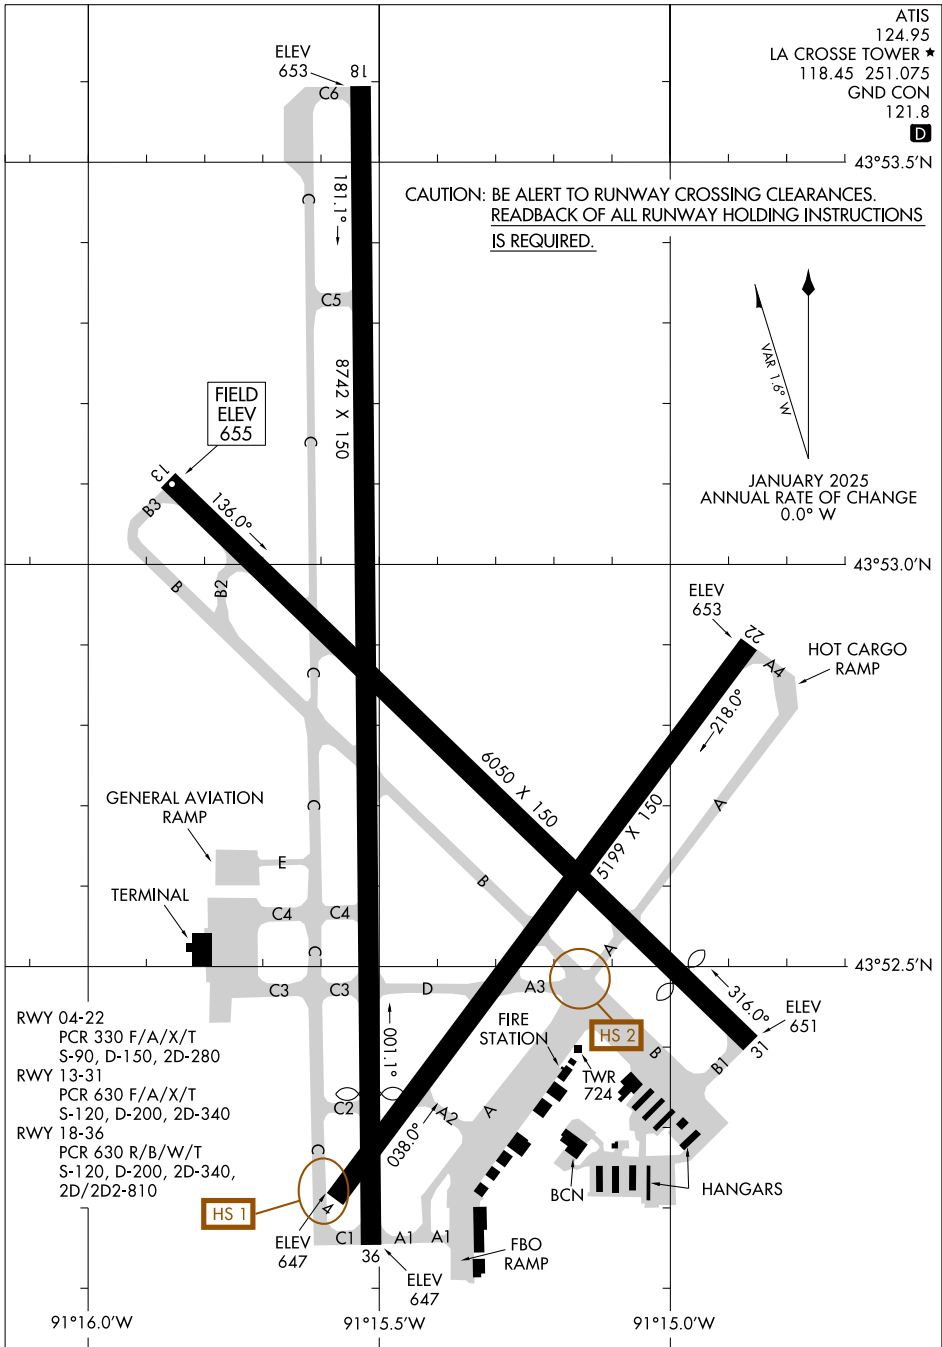 ATIS
124.95
LA CROSSE TOWER ★
118.45 251.075
GND CON
121.8
D
ELEV
653
18
C6
43°53.5'N
CAUTION: BE ALERT TO RUNWAY CROSSING CLEARANCES.
READBACK OF ALL RUNWAY HOLDING INSTRUCTIONS
IS REQUIRED.
C
181.1°
C5
VAR 1.6° W
8742 X 150
FIELD
ELEV
655
C
JANUARY 2025
ANNUAL RATE OF CHANGE
0.0° W
13
B3
136.0°
43°53.0'N
B
B2
ELEV
653
22
HOT CARGO
RAMP
A4
C
218.0°
6050 X 150
5199 X 150
A
GENERAL AVIATION
RAMP
C
E
B
TERMINAL
C4
C4
C
A
43°52.5'N
C3
C3
D
A3
316.0°
ELEV
651
31
RWY 04-22
PCR 330 F/A/X/T
S-90, D-150, 2D-280
RWY 13-31
PCR 630 F/A/X/T
S-120, D-200, 2D-340
RWY 18-36
PCR 630 R/B/W/T
S-120, D-200, 2D-340,
2D/2D2-810
001.1°
FIRE
STATION
HS 2
B
B1
TWR
724
C2
A2
A
038.0°
C
BCN
HANGARS
HS 1
4
ELEV
647
C1
36
A1
A1
FBO
RAMP
ELEV
647
91°16.0'W
91°15.5'W
91°15.0'W